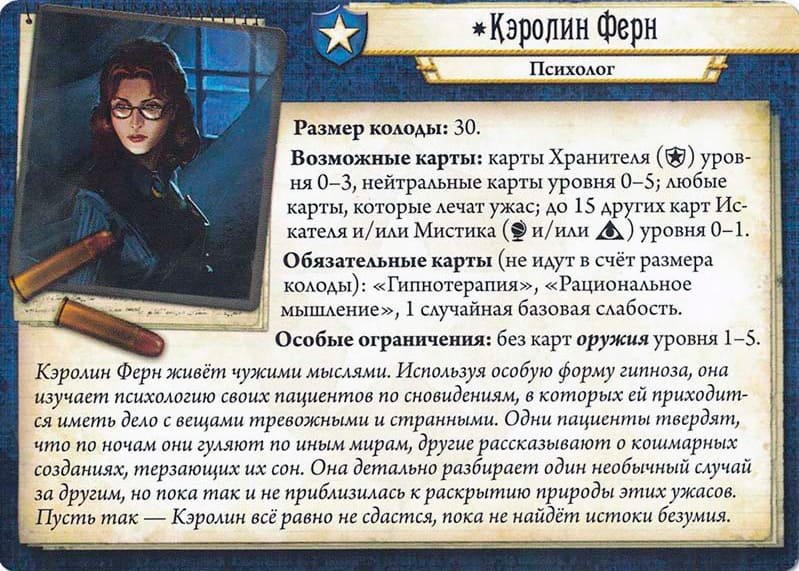 Кэролин Ферн
Психолог
Размер колоды: 30.
Возможные карты: карты Хранителя () уров-
ня 0–3, нейтральные карты уровня 0–5; любые
карты, которые лечат ужас; до 15 других карт Ис-
кателя и/или Мистика ( и/или ) уровня 0–1.
Обязательные карты (не идут в счёт размера
колоды): «Гипнотерапия», «Рациональное
мышление», 1 случайная базовая слабость.
Особые ограничения: без карт оружия уровня 1–5.
Кэролин Ферн живёт чужими мыслями. Используя особую форму гипноза, она
изучает психологию своих пациентов по сновидениям, в которых ей приходит-
ся иметь дело с вещами тревожными и странными. Одни пациенты твердят,
что по ночам они гуляют по иным мирам, другие рассказывают о кошмарных
созданиях, терзающих их сон. Она детально разбирает один необычный случай
за другим, но пока так и не приблизилась к раскрытию природы этих ужасов.
Пусть так — Кэролин всё равно не сдастся, пока не найдёт истоки безумия.